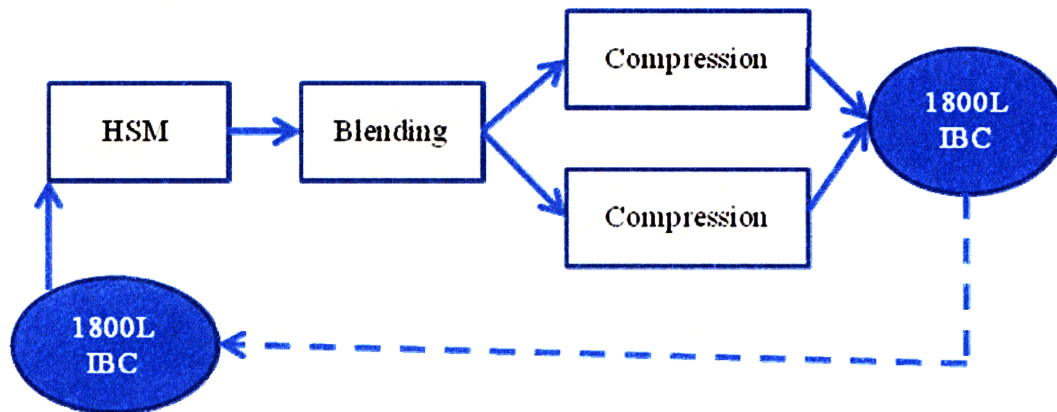 Compression
1800L
IBC
HSM
Blending
Compression
1800L
IBC